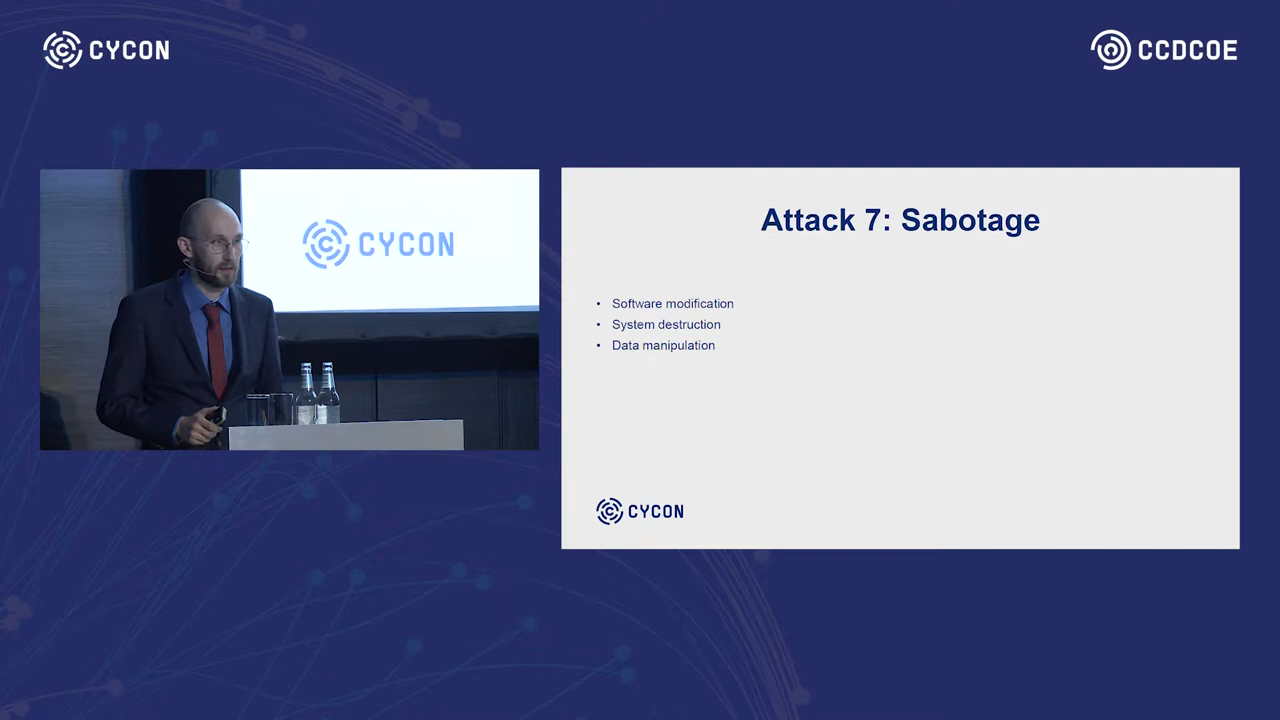 CYCON
CCDCOE
CYCON
Attack 7: Sabotage
• Software modification
• System destruction
• Data manipulation
CYCON